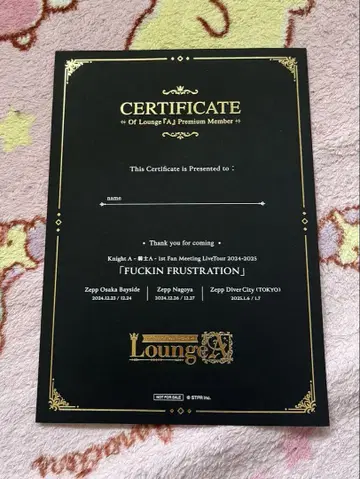 CERTIFICATE
Of Lounge『A』Premium Member
This Certificate is Presented to :
name
• Thank you for coming •
Knight A - 騎士A - 1st Fan Meeting LiveTour 2024-2025
「FUCKIN FRUSTRATION」
Zepp Osaka Bayside Zepp Nagoya Zepp Diver City (TOKYO)
2024.12.23 / 12.24 2024.12.26 / 12.27 2025.1.6 / 1.7
Lounge A
NOT FOR SALE © STPR Inc.